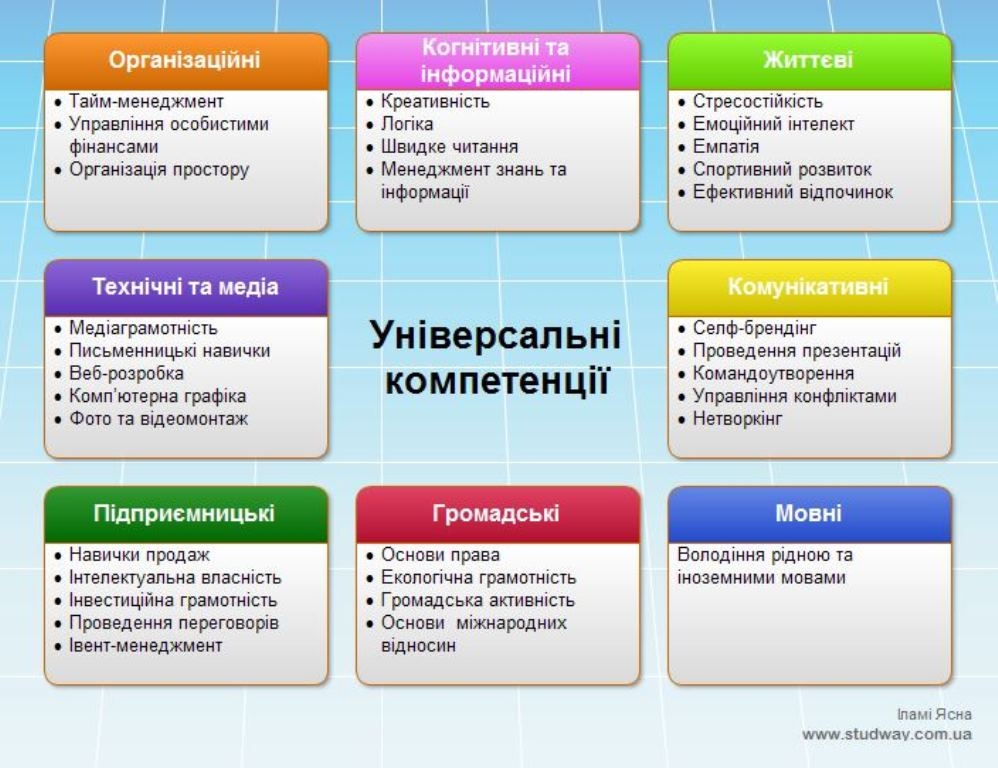 Організаційні
• Тайм-менеджмент
• Управління особистими
фінансами
• Організація простору
Когнітивні та
інформаційні
• Креативність
• Логіка
• Швидке читання
• Менеджмент знань та
інформації
Життєві
• Стресостійкість
• Емоційний інтелект
• Емпатія
• Спортивний розвиток
• Ефективний відпочинок
Технічні та медіа
• Медіаграмотність
• Письменницькі навички
• Веб-розробка
• Комп'ютерна графіка
• Фото та відеомонтаж
Універсальні
компетенції
Комунікативні
• Селф-брендінг
• Проведення презентацій
• Командоутворення
• Управління конфліктами
• Нетворкінг
Підприємницькі
• Навички продаж
• Інтелектуальна власність
• Інвестиційна грамотність
• Проведення переговорів
• Івент-менеджмент
Громадські
• Основи права
• Екологічна грамотність
• Громадська активність
• Основи міжнародних
відносин
Мовні
Володіння рідною та
іноземними мовами
Іламі Ясна
www.studway.com.ua